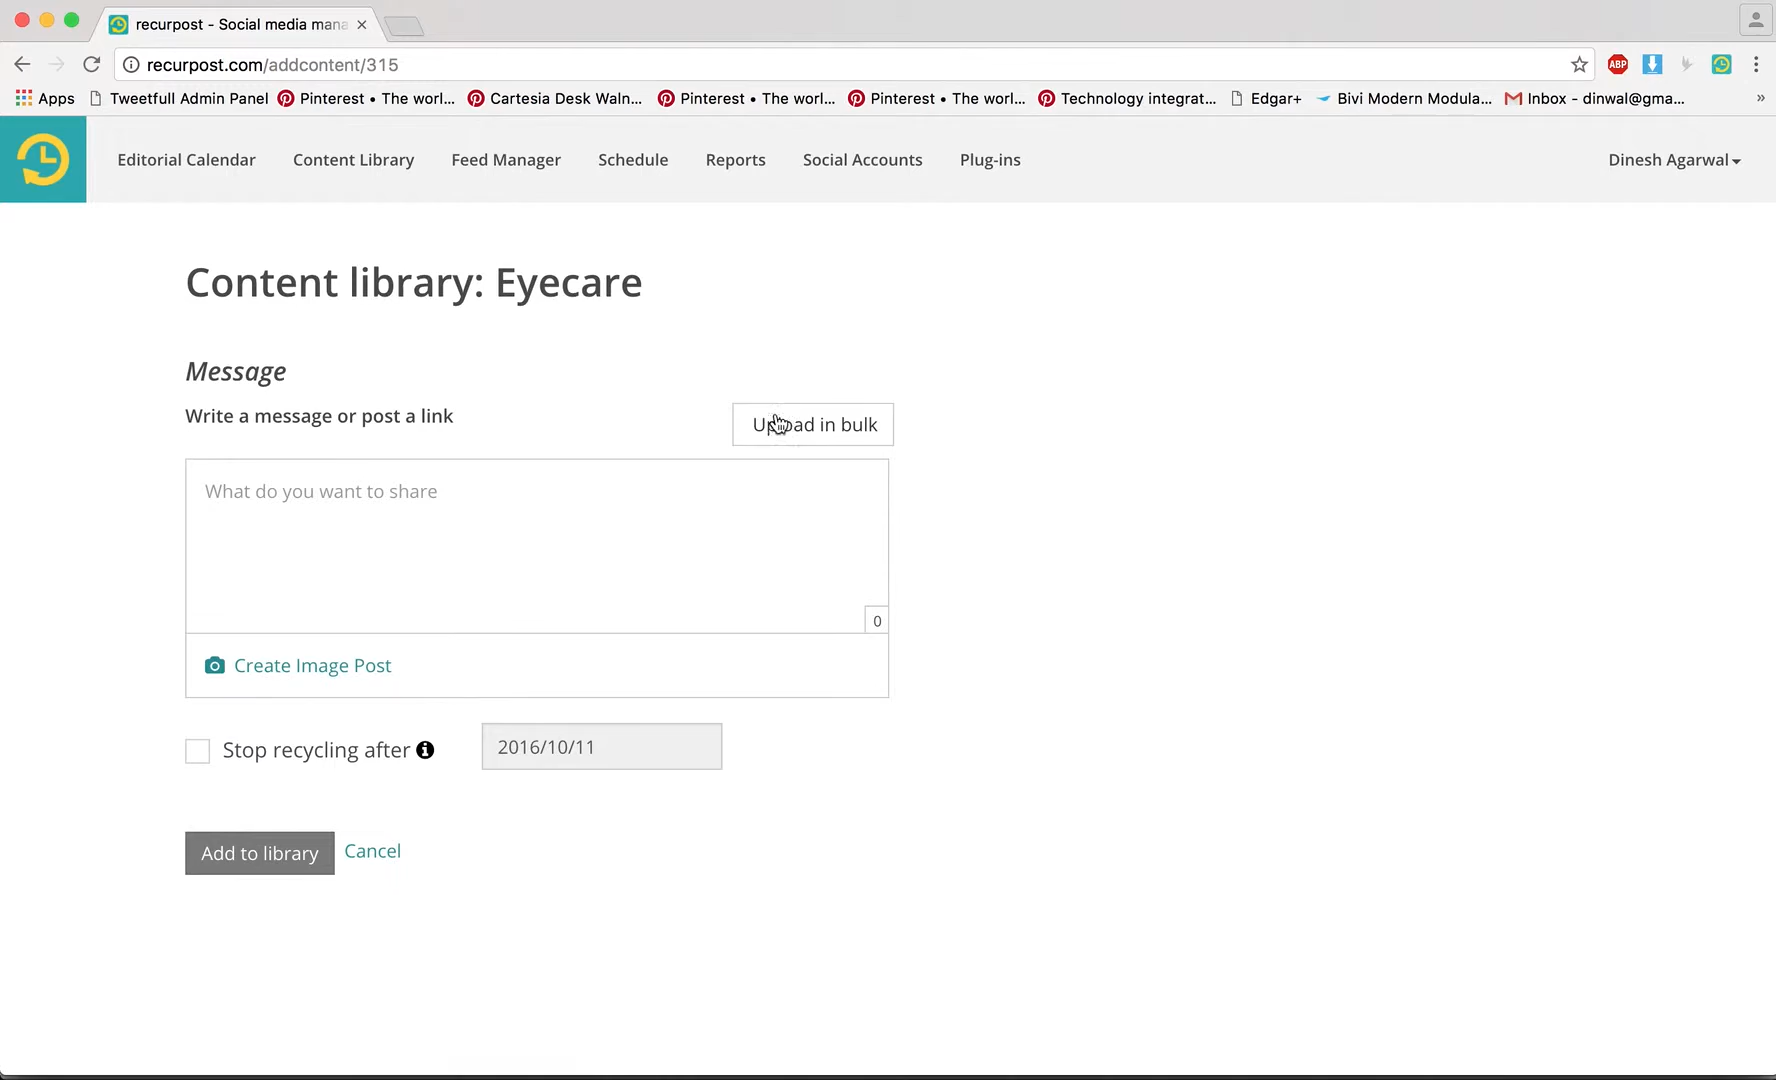 recurpost - Social media mana
recurpost.com/addcontent/315
ABP
Apps Tweetfull Admin Panel Pinterest • The worl... Cartesia Desk Waln... Pinterest • The worl... Pinterest • The worl... Technology integrat... Edgar+ Bivi Modern Modula... Inbox - dinwal@gma... »
Editorial Calendar Content Library Feed Manager Schedule Reports Social Accounts Plug-ins Dinesh Agarwal
Content library: Eyecare
Message
Write a message or post a link
Upload in bulk
What do you want to share
0
Create Image Post
Stop recycling after
2016/10/11
Add to library Cancel